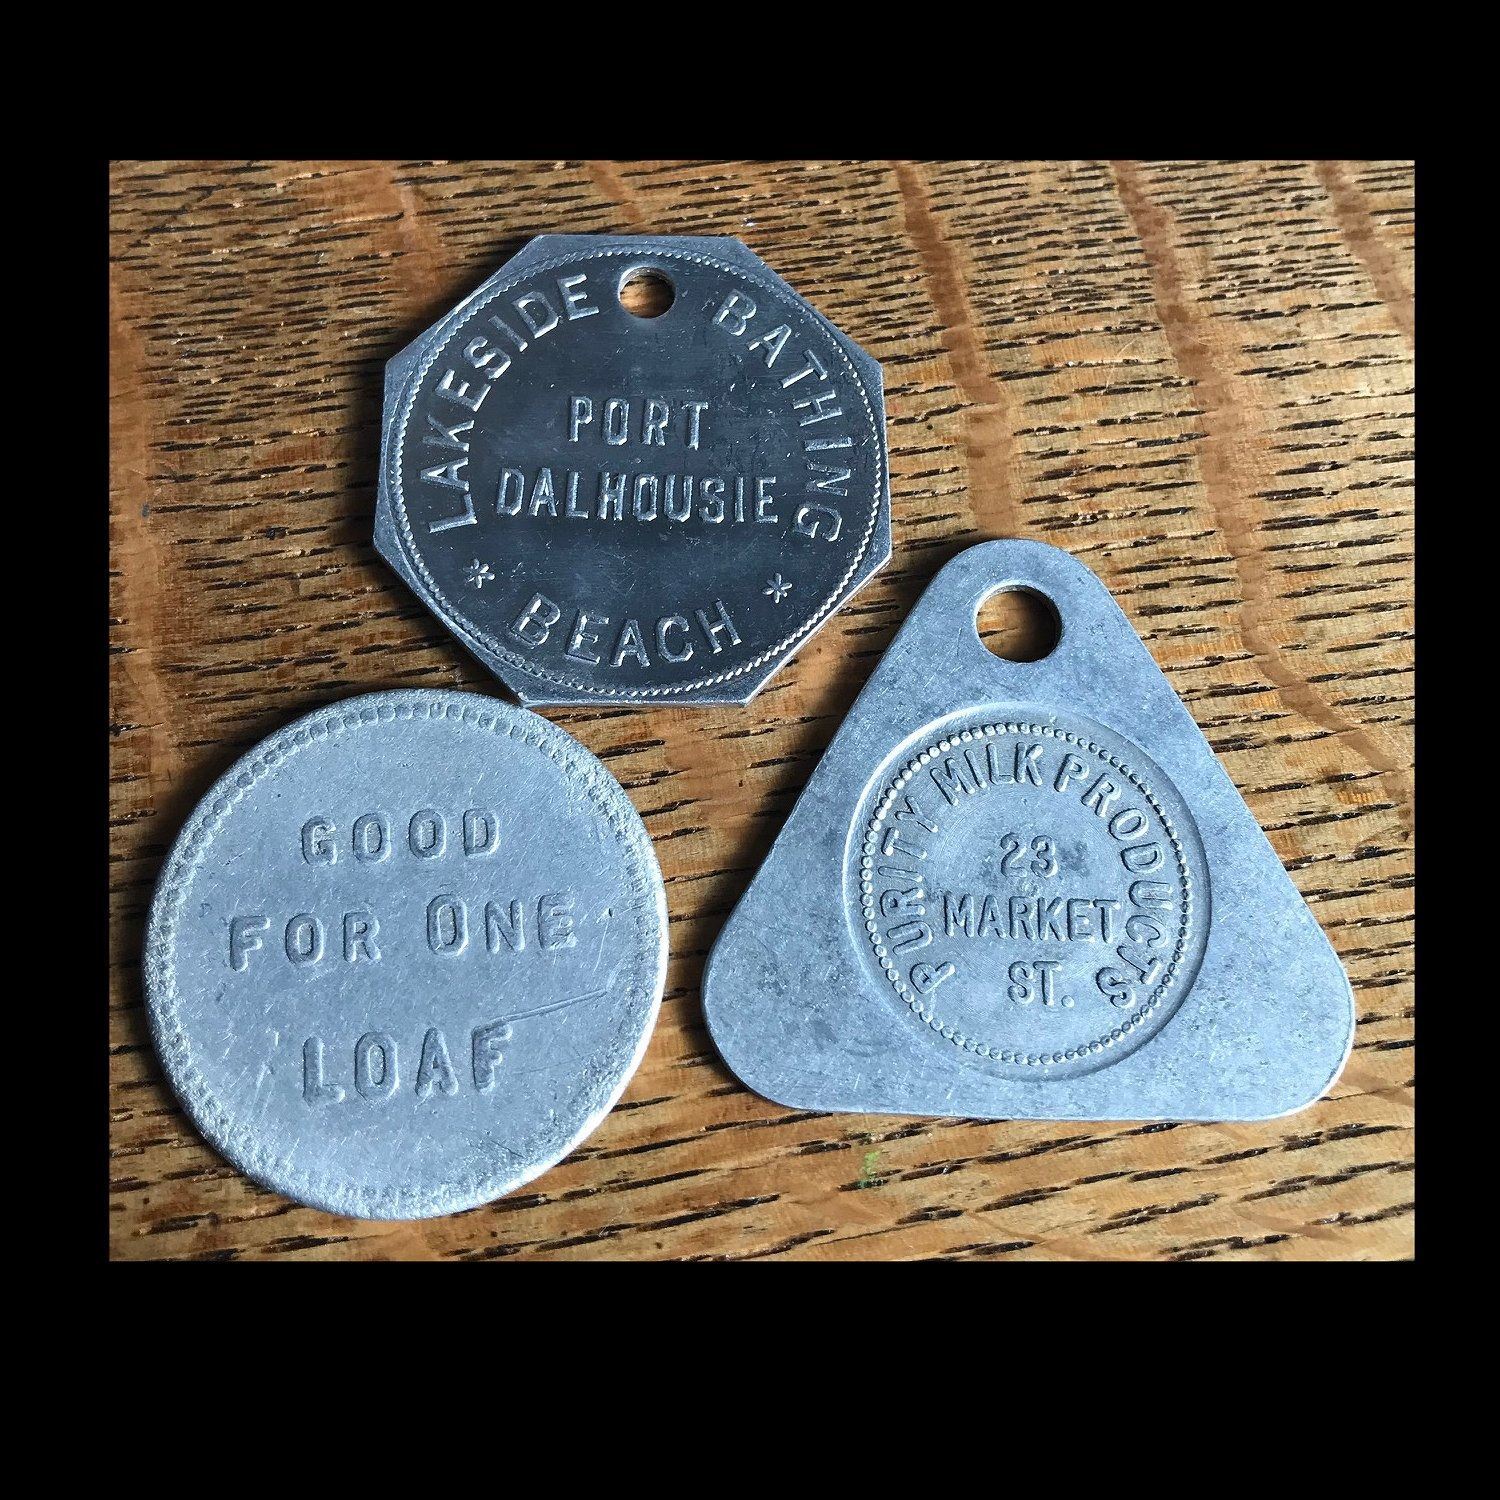 LAKESIDE BATHING
PORT
DALHOUSIE
* BEACH *
GOOD
FOR ONE
LOAF
PURITY MILK PRODUCTS
23
MARKET
ST.